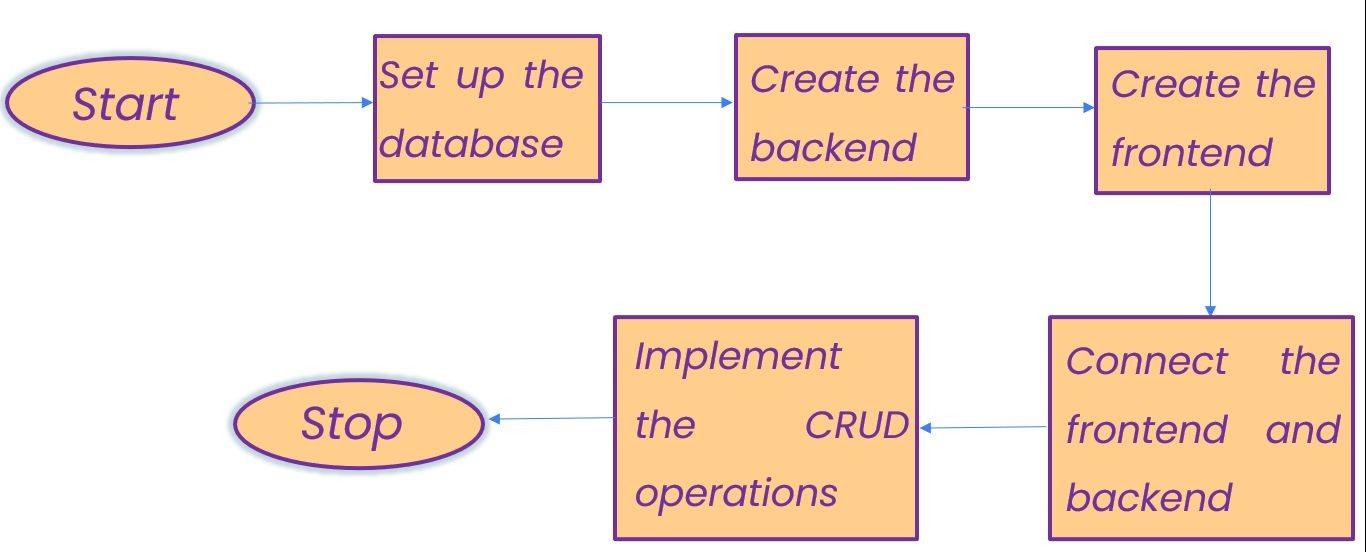 Start
Set up the
database
Create the
backend
Create the
frontend
Connect the
frontend and
backend
Implement
the CRUD
operations
Stop